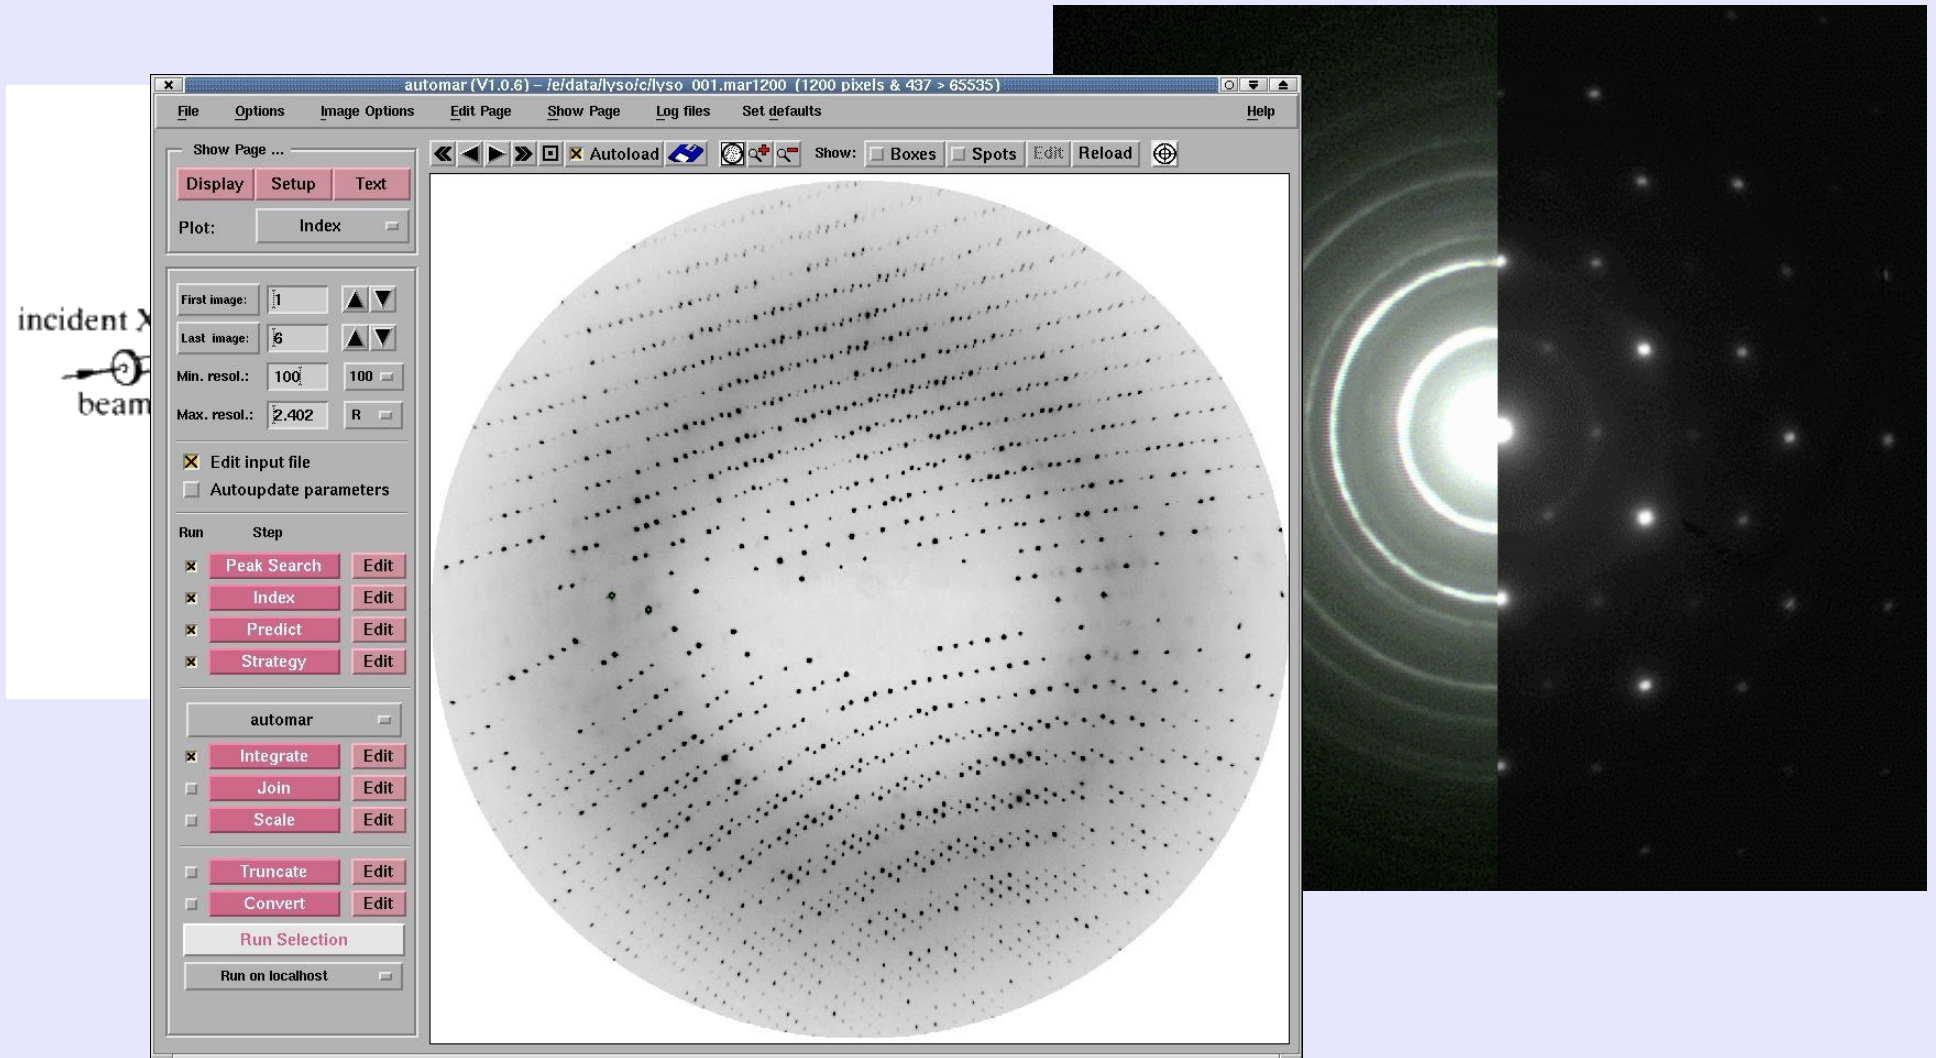 automar (V1.0.6) – /e/data/lyso/c/lyso_001.mar1200 (1200 pixels & 437 > 65535)
File Options Image Options Edit Page Show Page Log files Set defaults Help
Show Page ...
Display Setup Text
Plot: Index
Autoload Show: Boxes Spots Edit Reload
First image: 1
Last image: 6
Min. resol.: 100 100
Max. resol.: 2.402 R
Edit input file
Autoupdate parameters
Run Step
Peak Search Edit
Index Edit
Predict Edit
Strategy Edit
automar
Integrate Edit
Join Edit
Scale Edit
Truncate Edit
Convert Edit
Run Selection
Run on localhost
incident X
beam